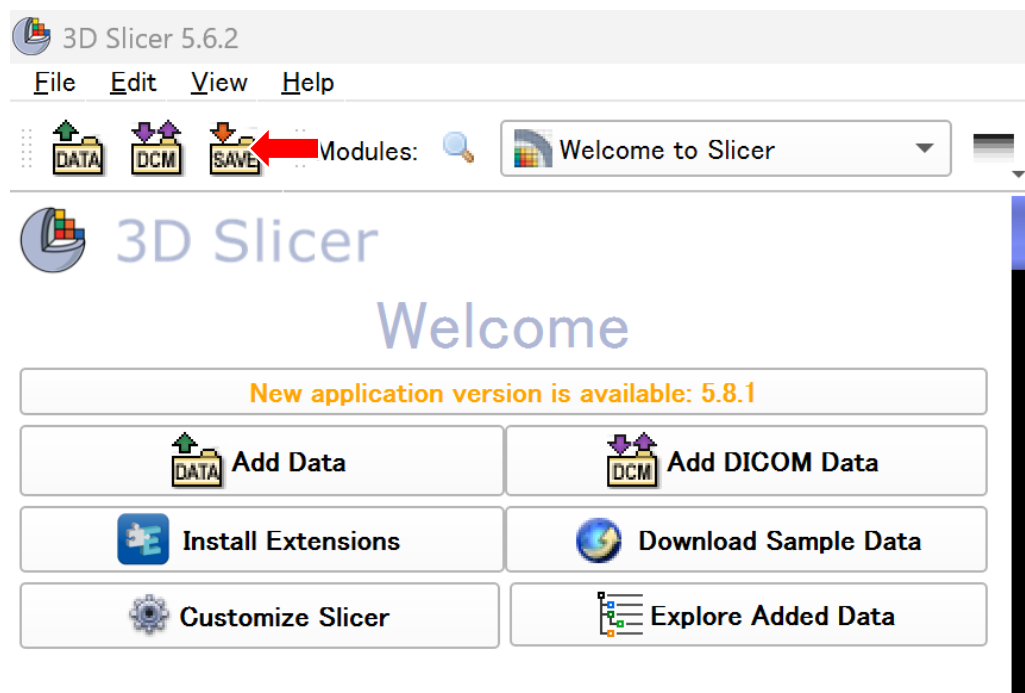 3D Slicer 5.6.2
File Edit View Help
DATA DCM SAVE Modules: Welcome to Slicer
3D Slicer
Welcome
New application version is available: 5.8.1
DATA Add Data DCM Add DICOM Data
Install Extensions Download Sample Data
Customize Slicer Explore Added Data